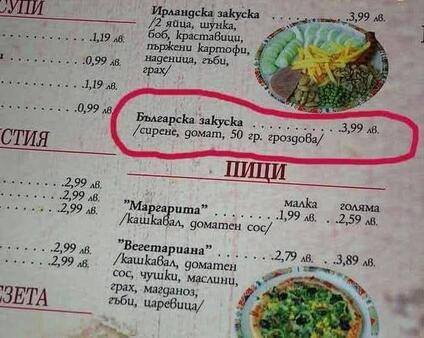 СУПИ
1,19 лв.
0,99 лв.
1,19 лв.
0,99 лв
2,99 лв.
2,99 лв.
2,99 лв.
2,99 лв.
Ирландска закуска ........ 3,99 лв.
/2 яйца, шунка,
боб, краставици,
пържени картофи,
наденица, гъби,
грах/
Българска закуска ............ 3,99 лв.
/сирене, домат, 50 гр. гроздова/
ПИЦИ
малка голяма
"Маргарита" .......... 1,99 лв. ..2,59 лв.
/кашкавал, доматен сос/
"Вегетариана" ........ 2,79 лв. ..3,89 лв.
/кашкавал, доматен
сос, чушки, маслини,
грах, магданоз,
гъби, царевица/